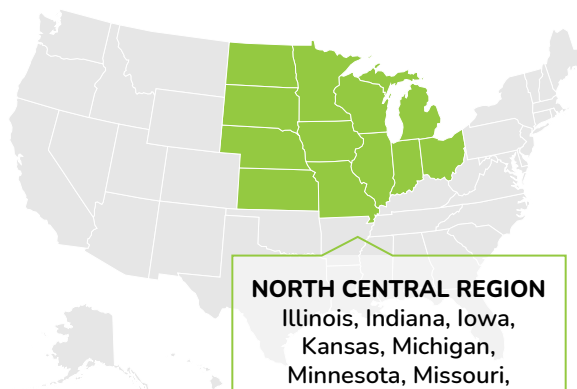 NORTH CENTRAL REGION
Illinois, Indiana, Iowa,
Kansas, Michigan,
Minnesota, Missouri,